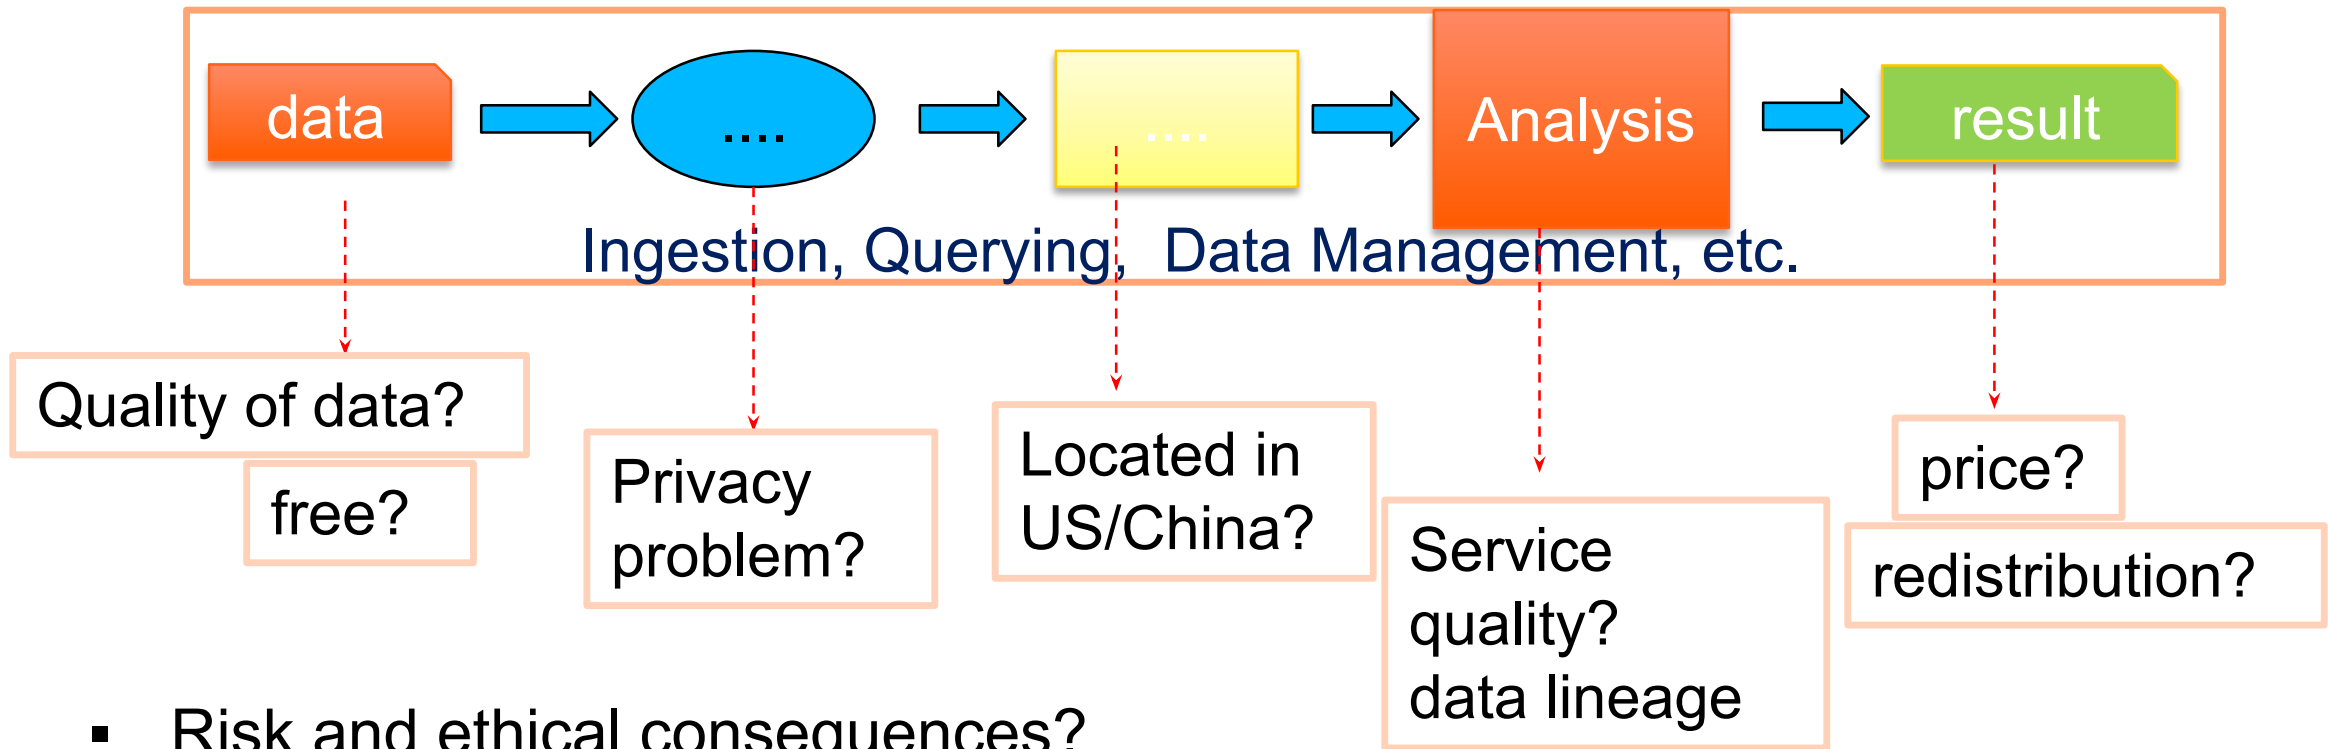 data
....
....
Analysis
result
Ingestion, Querying, Data Management, etc.
Quality of data?
free?
Privacy
problem?
Located in
US/China?
Service
quality?
data lineage
price?
redistribution?
▪ Risk and ethical consequences?